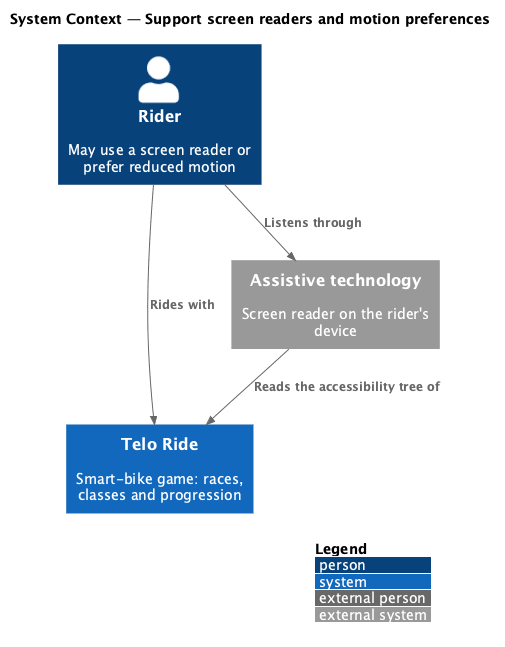 System Context — Support screen readers and motion preferences
Rider
May use a screen reader or
prefer reduced motion
Listens through
Assistive technology
Screen reader on the rider's
device
Rides with
Reads the accessibility tree of
Telo Ride
Smart-bike game: races,
classes and progression
Legend
person
system
external person
external system